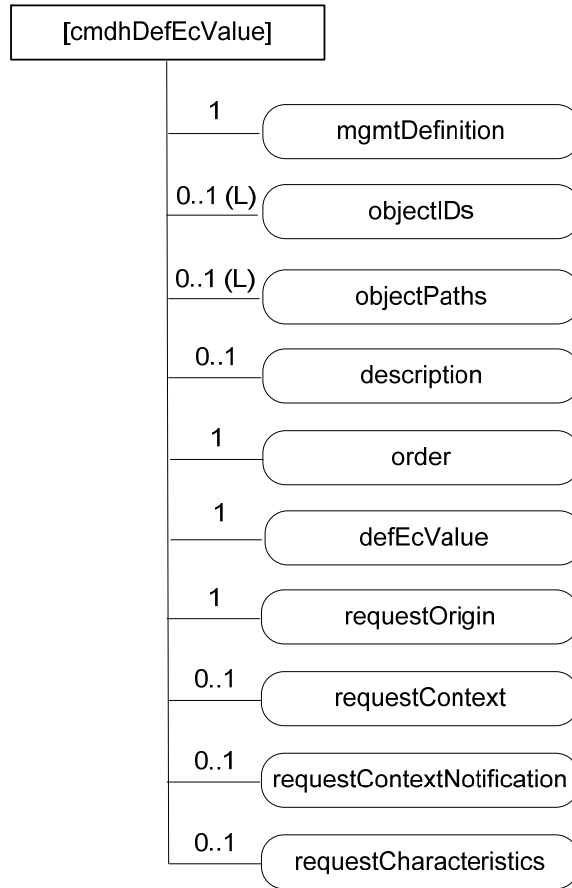 [cmdhDefEcValue]
1
mgmtDefinition
0..1 (L)
objectIDs
0..1 (L)
objectPaths
0..1
description
1
order
1
defEcValue
1
requestOrigin
0..1
requestContext
0..1
requestContextNotification
0..1
requestCharacteristics